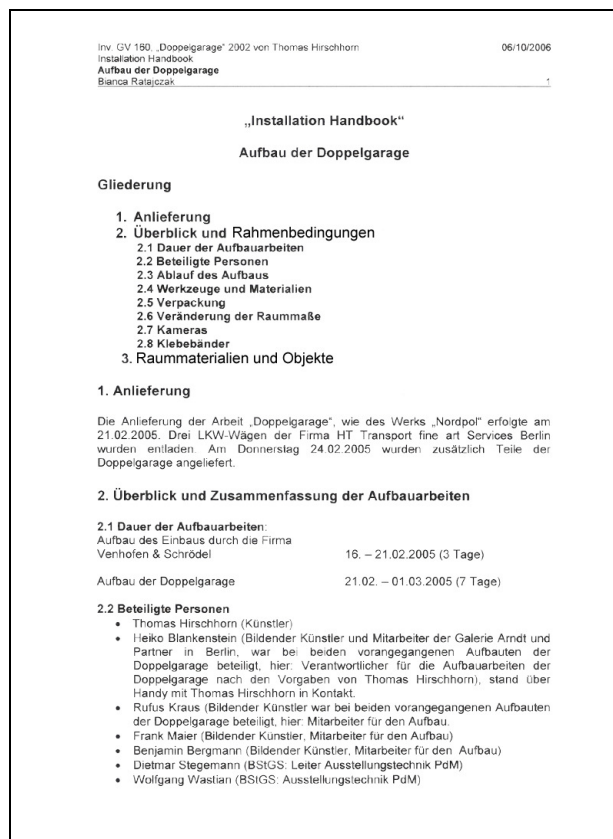 Inv. GV 160, „Doppelgarage" 2002 von Thomas Hirschhorn 06/10/2006
Installation Handbook
Aufbau der Doppelgarage
Bianca Ratajczak 1
„Installation Handbook"
Aufbau der Doppelgarage
Gliederung
1. Anlieferung
2. Überblick und Rahmenbedingungen
2.1 Dauer der Aufbauarbeiten
2.2 Beteiligte Personen
2.3 Ablauf des Aufbaus
2.4 Werkzeuge und Materialien
2.5 Verpackung
2.6 Veränderung der Raummaße
2.7 Kameras
2.8 Klebebänder
3. Raummaterialien und Objekte
1. Anlieferung
Die Anlieferung der Arbeit „Doppelgarage", wie des Werks „Nordpol" erfolgte am
21.02.2005. Drei LKW-Wägen der Firma HT Transport fine art Services Berlin
wurden entladen. Am Donnerstag 24.02.2005 wurden zusätzlich Teile der
Doppelgarage angeliefert.
2. Überblick und Zusammenfassung der Aufbauarbeiten
2.1 Dauer der Aufbauarbeiten:
Aufbau des Einbaus durch die Firma
Venhofen & Schrödel 16. – 21.02.2005 (3 Tage)
Aufbau der Doppelgarage 21.02. – 01.03.2005 (7 Tage)
2.2 Beteiligte Personen
• Thomas Hirschhorn (Künstler)
• Heiko Blankenstein (Bildender Künstler und Mitarbeiter der Galerie Arndt und
Partner in Berlin, war bei beiden vorangegangenen Aufbauten der
Doppelgarage beteiligt, hier: Verantwortlicher für die Aufbauarbeiten der
Doppelgarage nach den Vorgaben von Thomas Hirschhorn), stand über
Handy mit Thomas Hirschhorn in Kontakt.
• Rufus Kraus (Bildender Künstler war bei beiden vorangegangenen Aufbauten
der Doppelgarage beteiligt, hier: Mitarbeiter für den Aufbau.
• Frank Maier (Bildender Künstler, Mitarbeiter für den Aufbau)
• Benjamin Bergmann (Bildender Künstler, Mitarbeiter für den Aufbau)
• Dietmar Stegemann (BStGS: Leiter Ausstellungstechnik PdM)
• Wolfgang Wastian (BStGS: Ausstellungstechnik PdM)